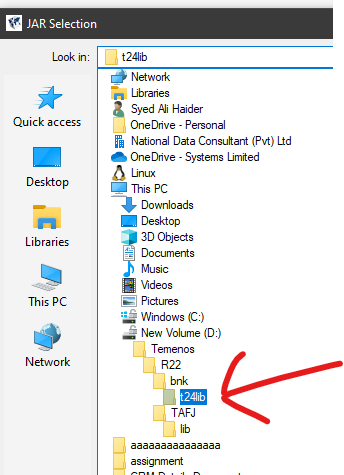 JAR Selection
Look in:
t24lib
Quick access
Desktop
Libraries
This PC
Network
Network
Libraries
Syed Ali Haider
OneDrive - Personal
National Data Consultant (Pvt) Ltd
OneDrive - Systems Limited
Linux
This PC
Downloads
Desktop
3D Objects
Documents
Music
Videos
Pictures
Windows (C:)
New Volume (D:)
Temenos
R22
bnk
t24lib
TAFJ
lib
aaaaaaaaaaaaaaa
assignment